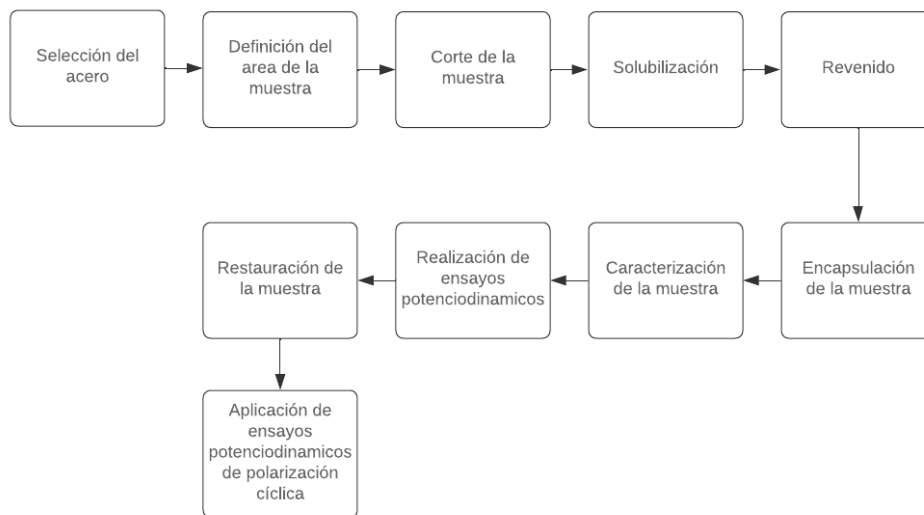 Selección del
acero
Definición del
area de la
muestra
Corte de la
muestra
Solubilización
Revenido
Encapsulación
de la muestra
Caracterización
de la muestra
Realización de
ensayos
potenciodinamicos
Restauración de
la muestra
Aplicación de
ensayos
potenciodinamicos
de polarización
cíclica